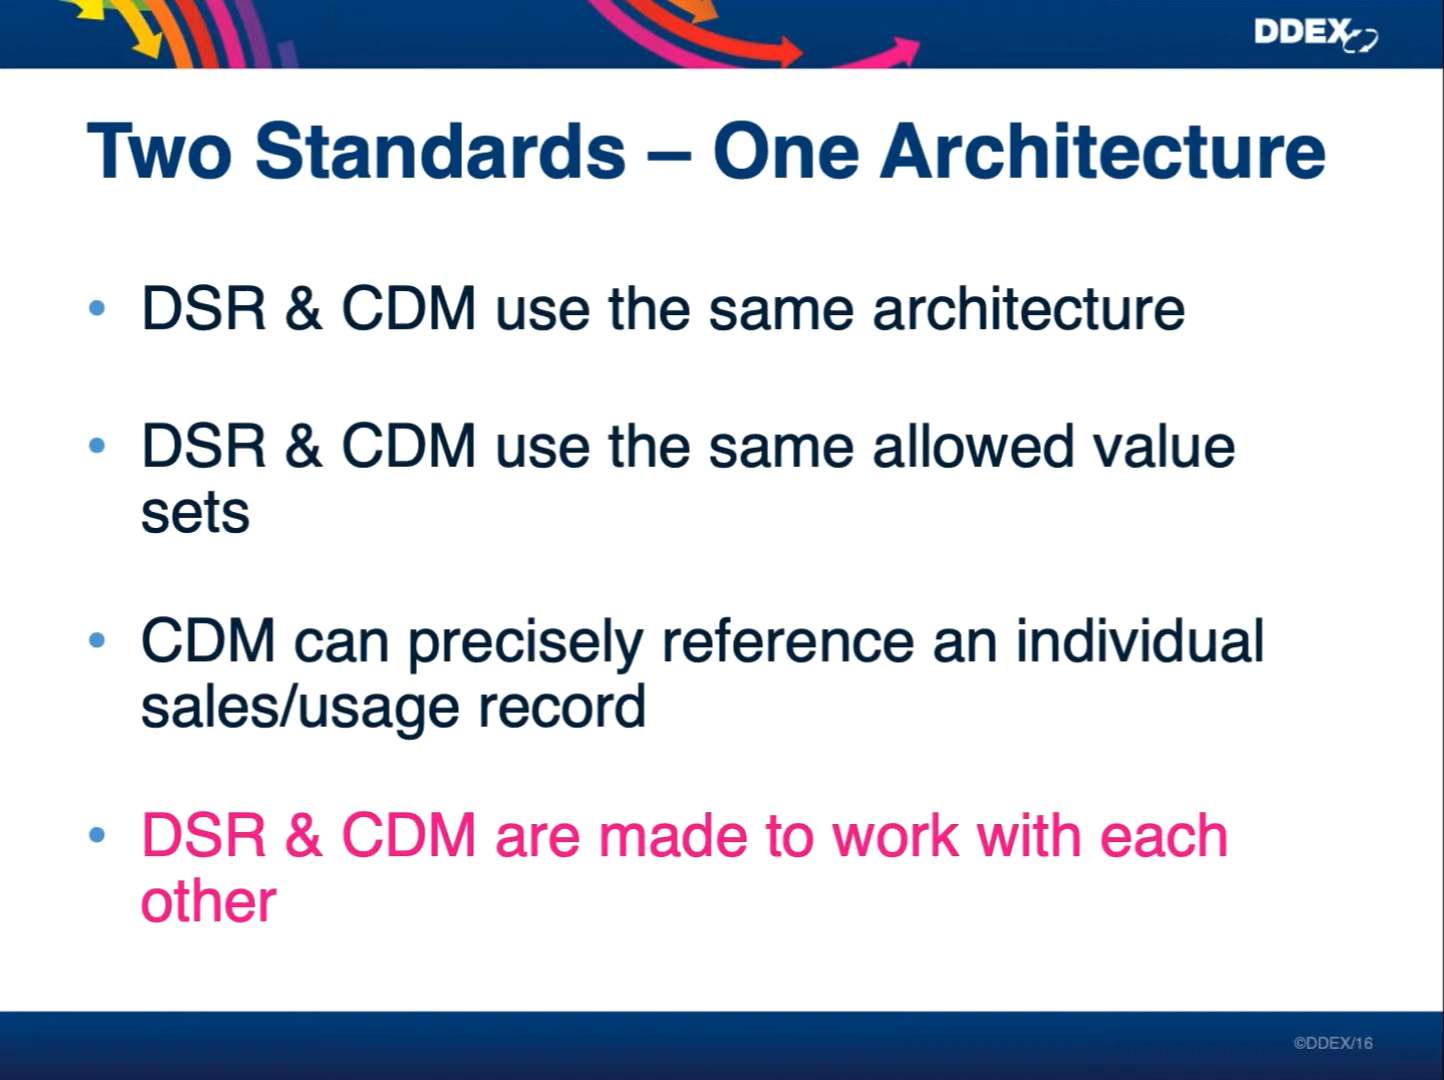 DDEX
Two Standards – One Architecture
• DSR & CDM use the same architecture
• DSR & CDM use the same allowed value
sets
• CDM can precisely reference an individual
sales/usage record
• DSR & CDM are made to work with each
other
©DDEX/16